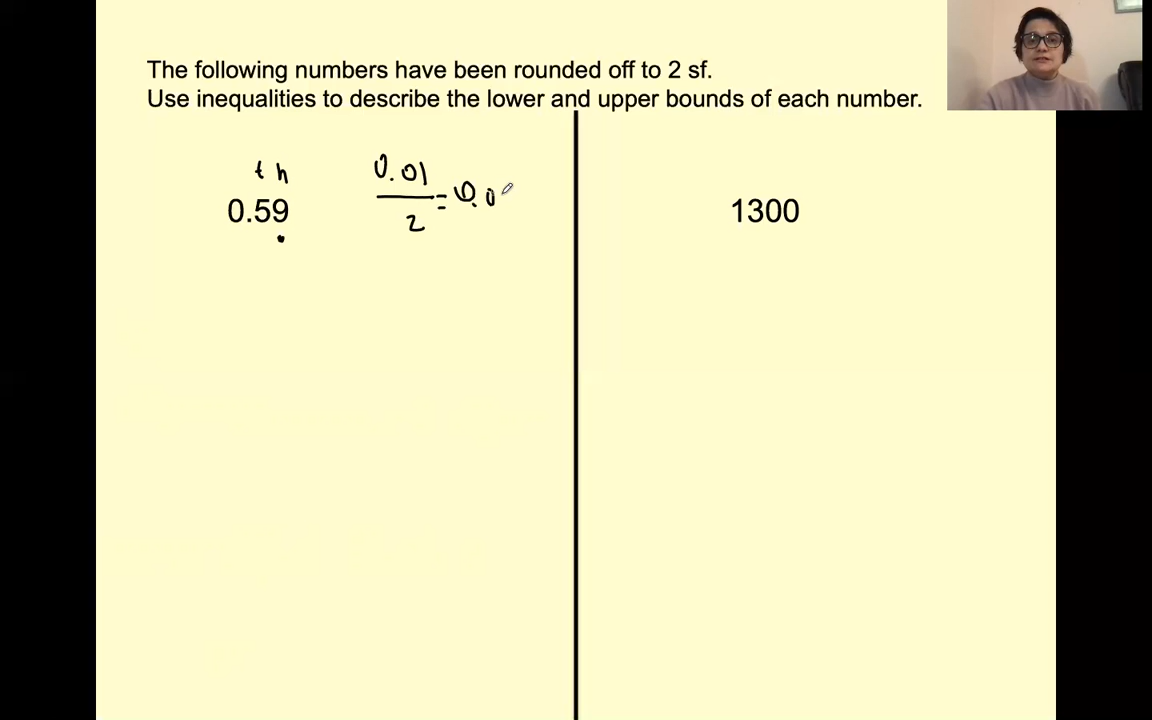 The following numbers have been rounded off to 2 sf.
Use inequalities to describe the lower and upper bounds of each number.
t h
0.59
0.01
2
= 0.0
1300